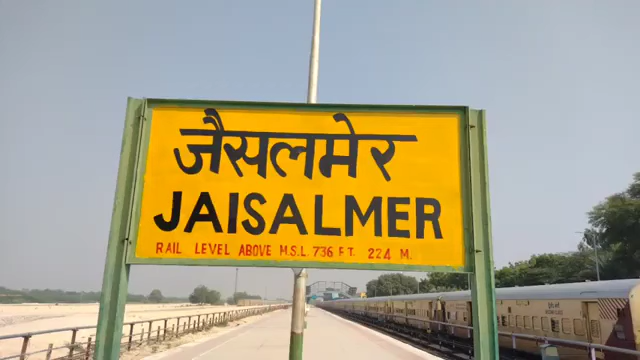 जैसलमेर
JAISALMER
RAIL LEVEL ABOVE M.S.L. 736 FT. 224 M.